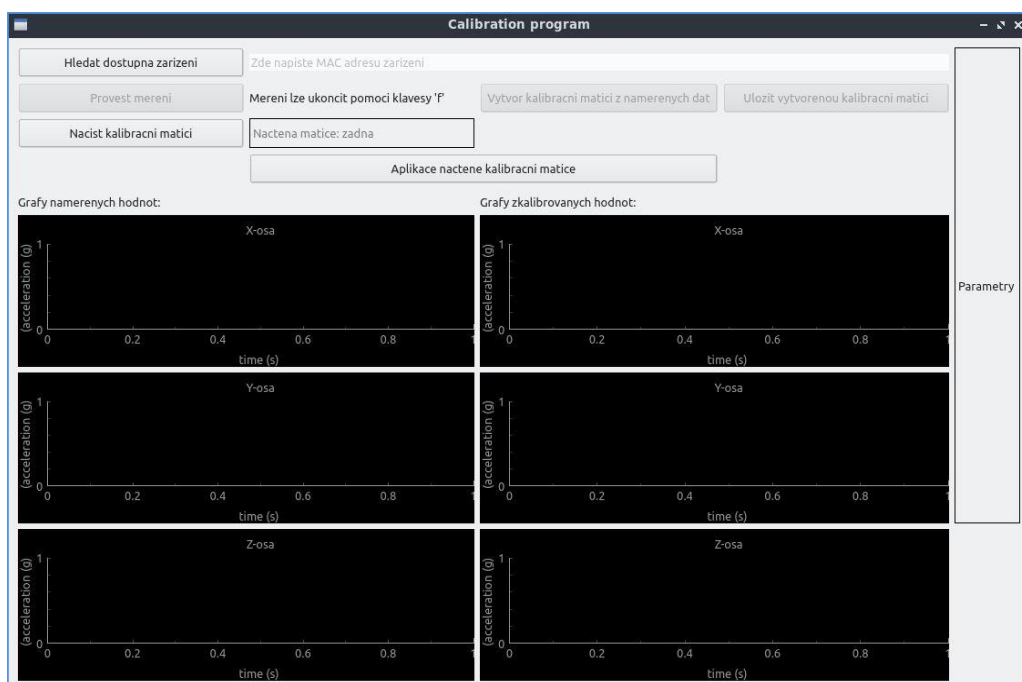 Calibration program
Hledat dostupna zarizeni
Zde napiste MAC adresu zarizeni
Provest mereni
Mereni lze ukoncit pomoci klavesy 'f'
Vytvor kalibracni matici z namerenych dat
Ulozit vytvorenou kalibracni matici
Nacist kalibracni matici
Nactena matice: zadna
Aplikace nactene kalibracni matice
Grafy namerenych hodnot:
Grafy zkalibrovanych hodnot:
Parametry
X-osa
(acceleration (g)
1
0
0 0.2 0.4 0.6 0.8 1
time (s)
X-osa
(acceleration (g)
1
0
0 0.2 0.4 0.6 0.8 1
time (s)
Y-osa
(acceleration (g)
1
0
0 0.2 0.4 0.6 0.8 1
time (s)
Y-osa
(acceleration (g)
1
0
0 0.2 0.4 0.6 0.8 1
time (s)
Z-osa
(acceleration (g)
1
0
0 0.2 0.4 0.6 0.8 1
time (s)
Z-osa
(acceleration (g)
1
0
0 0.2 0.4 0.6 0.8 1
time (s)